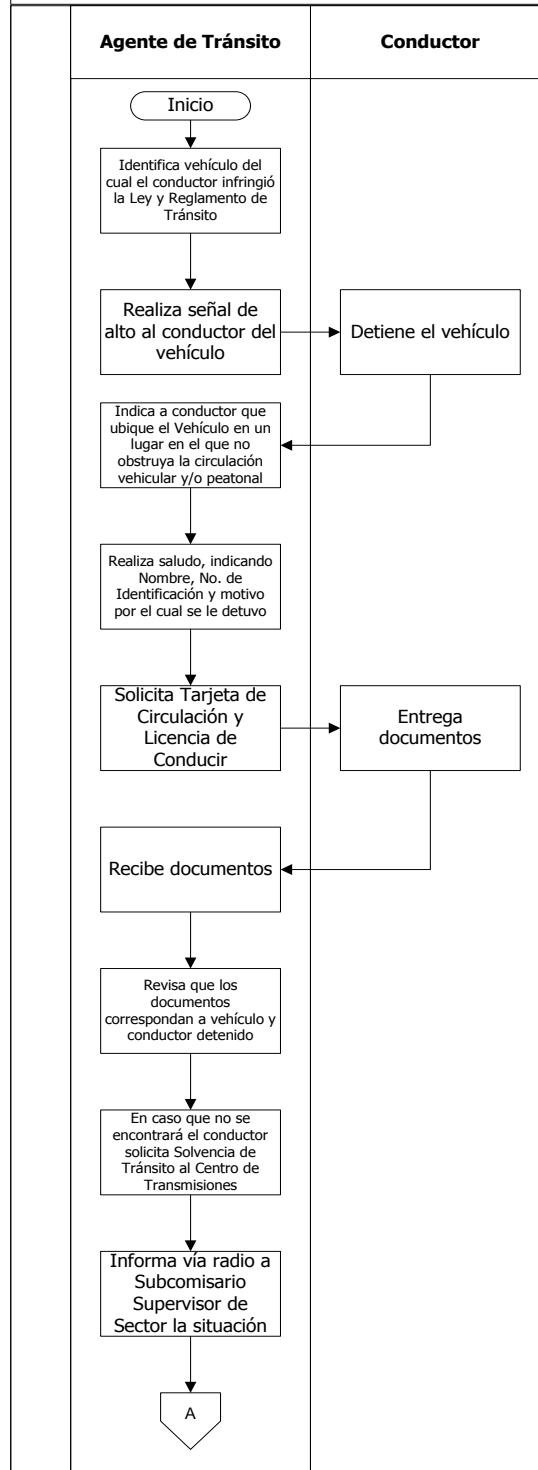 Agente de Tránsito
Conductor
Inicio
Identifica vehículo del
cual el conductor infringió
la Ley y Reglamento de
Tránsito
Realiza señal de
alto al conductor del
vehículo
Detiene el vehículo
Indica a conductor que
ubique el Vehículo en un
lugar en el que no
obstruya la circulación
vehicular y/o peatonal
Realiza saludo, indicando
Nombre, No. de
Identificación y motivo
por el cual se le detuvo
Solicita Tarjeta de
Circulación y
Licencia de
Conducir
Entrega
documentos
Recibe documentos
Revisa que los
documentos
correspondan a vehículo y
conductor detenido
En caso que no se
encontrará el conductor
solicita Solvencia de
Tránsito al Centro de
Transmisiones
Informa vía radio a
Subcomisario
Supervisor de
Sector la situación
A